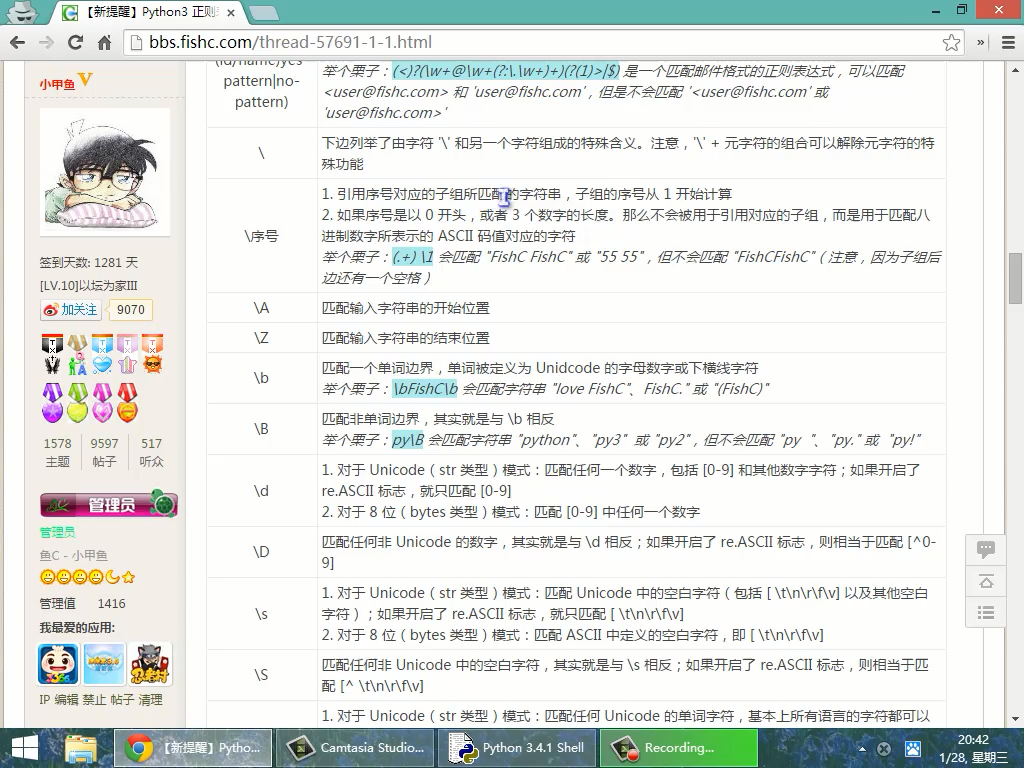 【新提醒】Python3 正则
bbs.fishc.com/thread-57691-1-1.html
小甲鱼
签到天数: 1281 天
[LV.10]以坛为家III
加关注 9070
1578 9597 517
主题 帖子 听众
管理员
管理员
鱼C - 小甲鱼
管理值 1416
我最爱的应用:
IP 编辑 禁止 帖子 清理
(id/name)yes
pattern|no-
pattern)
举个栗子：(<)?(\w+@\w+(?:\.\w+)+)(?(1)>|$) 是一个匹配邮件格式的正则表达式，可以匹配
<user@fishc.com> 和 'user@fishc.com'，但是不会匹配 '<user@fishc.com' 或
'user@fishc.com>'
\
下边列举了由字符 '\' 和另一个字符组成的特殊含义。注意，'\' + 元字符的组合可以解除元字符的特
殊功能
\序号
1. 引用序号对应的子组所匹配的字符串，子组的序号从 1 开始计算
2. 如果序号是以 0 开头，或者 3 个数字的长度。那么不会被用于引用对应的子组，而是用于匹配八
进制数字所表示的 ASCII 码值对应的字符
举个栗子：(.+) \1 会匹配 "FishC FishC" 或 "55 55"，但不会匹配 "FishCFishC"（注意，因为子组后
边还有一个空格）
\A
匹配输入字符串的开始位置
\Z
匹配输入字符串的结束位置
\b
匹配一个单词边界，单词被定义为 Unidcode 的字母数字或下横线字符
举个栗子：\bFishC\b 会匹配字符串 "love FishC"、FishC." 或 "(FishC)"
\B
匹配非单词边界，其实就是与 \b 相反
举个栗子：py\B 会匹配字符串 "python"、"py3" 或 "py2"，但不会匹配 "py "、"py." 或 "py!"
\d
1. 对于 Unicode（str 类型）模式：匹配任何一个数字，包括 [0-9] 和其他数字字符；如果开启了
re.ASCII 标志，就只匹配 [0-9]
2. 对于 8 位（bytes 类型）模式：匹配 [0-9] 中任何一个数字
\D
匹配任何非 Unicode 的数字，其实就是与 \d 相反；如果开启了 re.ASCII 标志，则相当于匹配 [^0-
9]
\s
1. 对于 Unicode（str 类型）模式：匹配 Unicode 中的空白字符（包括 [ \t\n\r\f\v] 以及其他空白
字符）；如果开启了 re.ASCII 标志，就只匹配 [ \t\n\r\f\v]
2. 对于 8 位（bytes 类型）模式：匹配 ASCII 中定义的空白字符，即 [ \t\n\r\f\v]
\S
匹配任何非 Unicode 中的空白字符，其实就是与 \s 相反；如果开启了 re.ASCII 标志，则相当于匹
配 [^ \t\n\r\f\v]
1. 对于 Unicode（str 类型）模式：匹配任何 Unicode 的单词字符，基本上所有语言的字符都可以
【新提醒】Pytho...
Camtasia Studio...
Python 3.4.1 Shell
Recording...
20:42
1/28, 星期三